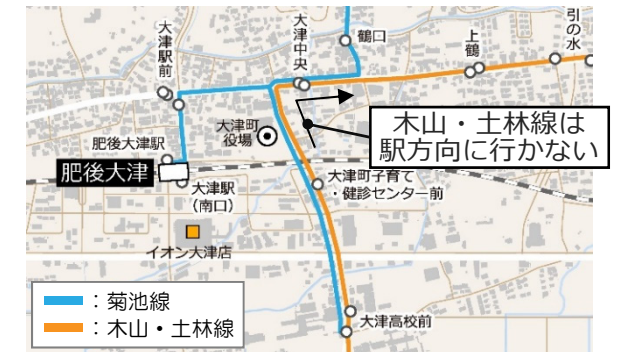 大津駅前
大津中央
鶴口
上鶴
引の水
大津町
役場
木山・土林線は
駅方向に行かない
肥後大津駅
肥後大津
大津駅
(南口)
大津町子育て
・健診センター前
イオン大津店
:菊池線
:木山・土林線
大津高校前